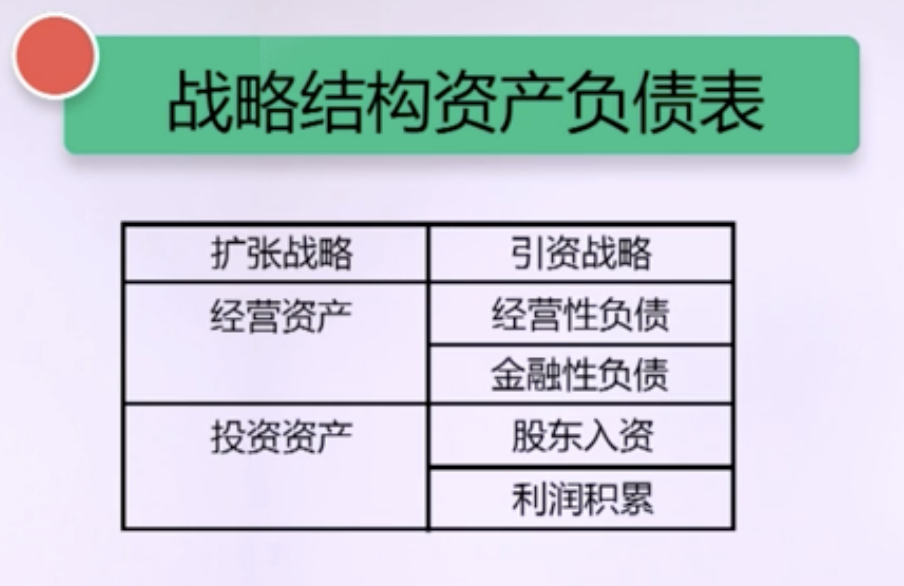 战略结构资产负债表
扩张战略 引资战略
经营资产 经营性负债
金融性负债
投资资产 股东入资
利润积累